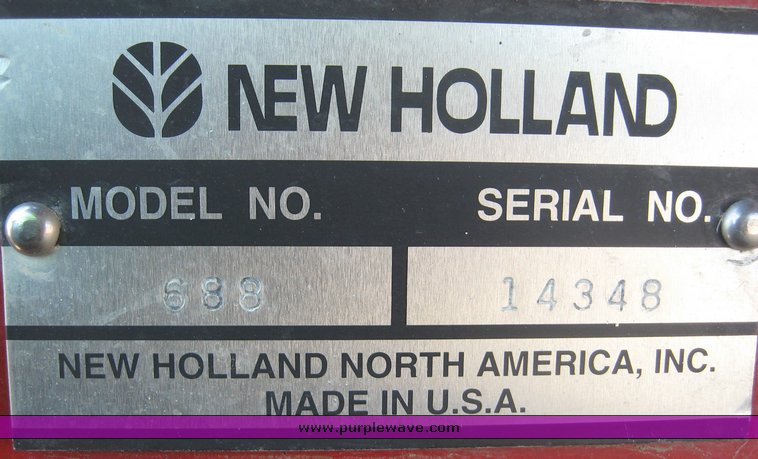 NEW HOLLAND
MODEL NO. SERIAL NO.
688 14348
NEW HOLLAND NORTH AMERICA, INC.
MADE IN U.S.A.
www.purplewave.com